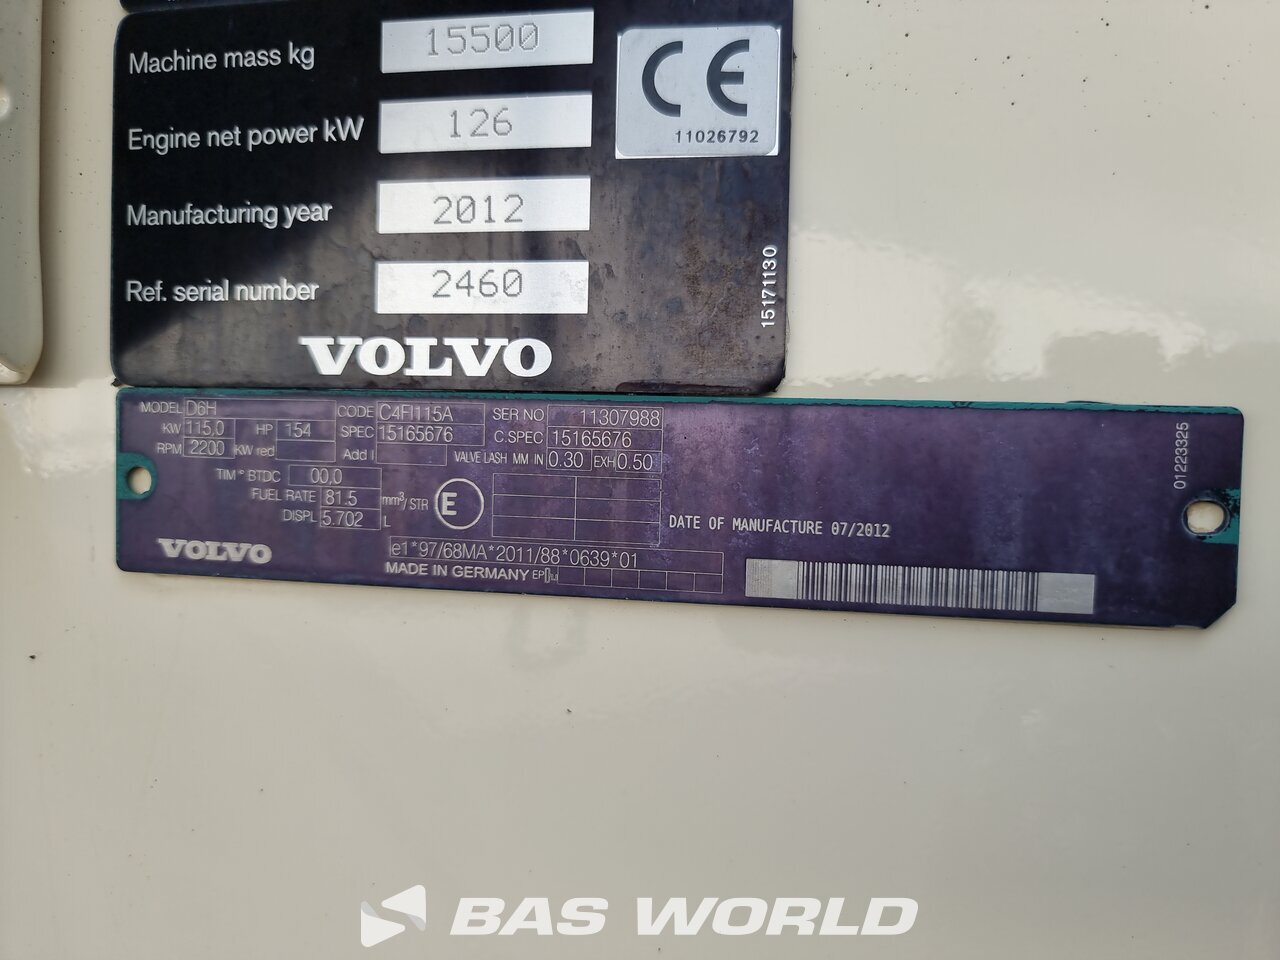 Machine mass kg 15500
Engine net power kW 126
Manufacturing year 2012
Ref. serial number 2460
VOLVO
CE
11026792
15171130
MODEL D6H CODE C4FI115A SER NO 11307988
KW 115,0 HP 154 SPEC 15165676 C.SPEC 15165676
RPM 2200 KW red Add I VALVE LASH MM IN 0.30 EXH 0.50
TIM° BTDC 00,0
FUEL RATE 81.5 mm³/STR E
DISPL 5.702 L
DATE OF MANUFACTURE 07/2012
VOLVO
e1*97/68MA*2011/88*0639*01
MADE IN GERMANY
01223325
BAS WORLD